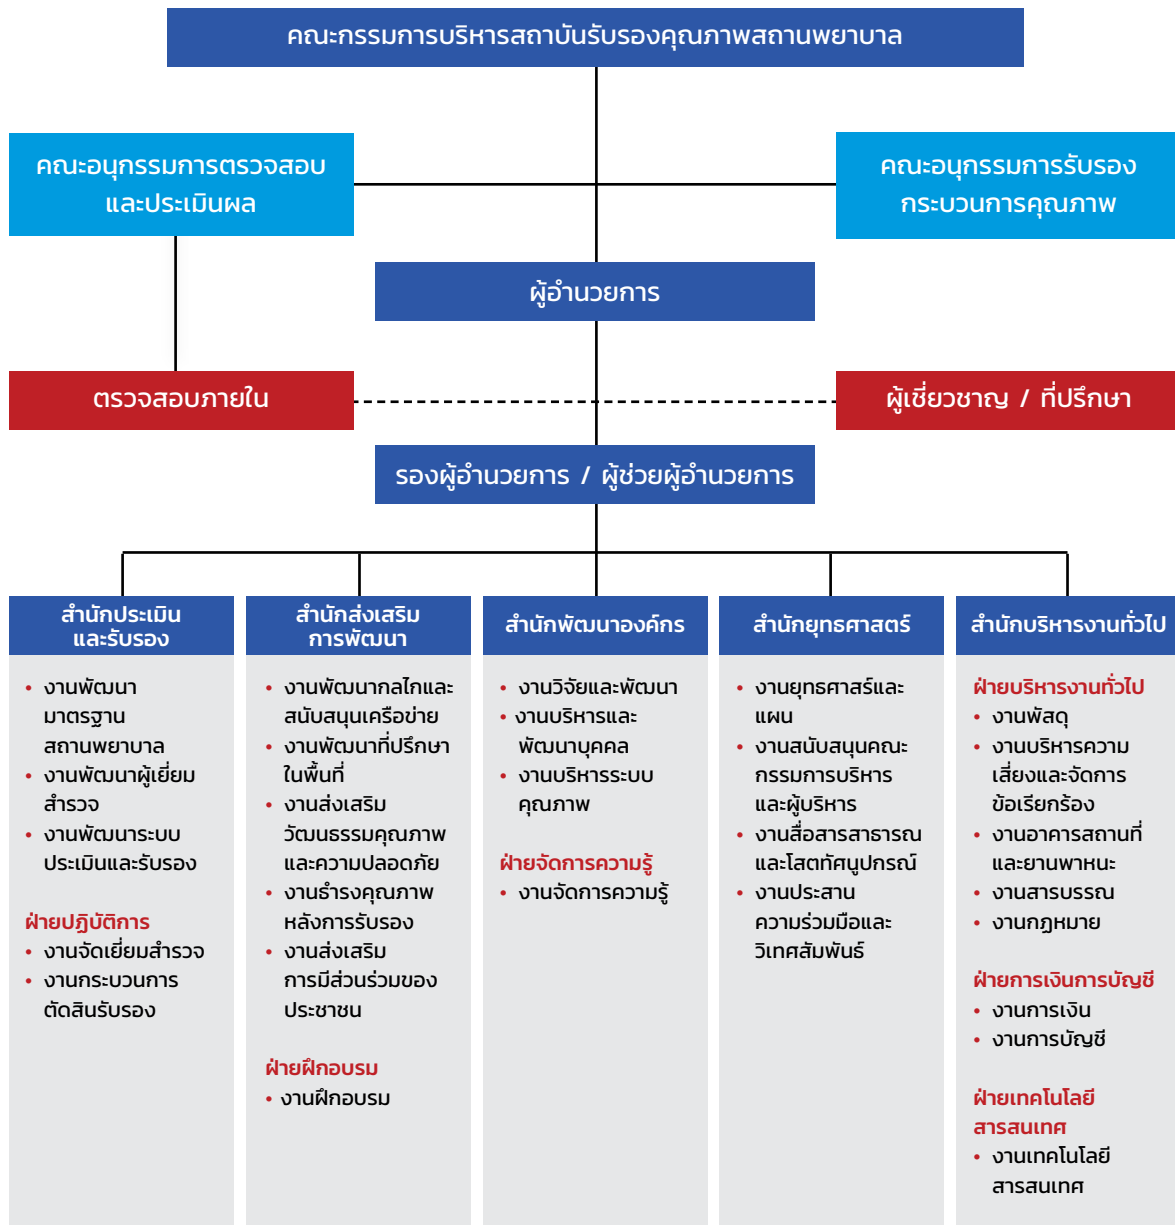 คณะกรรมการบริหารสถาบันรับรองคุณภาพสถานพยาบาล
คณะอนุกรรมการตรวจสอบ
และประเมินผล
คณะอนุกรรมการรับรอง
กระบวนการคุณภาพ
ผู้อำนวยการ
ตรวจสอบภายใน
ผู้เชี่ยวชาญ / ที่ปรึกษา
รองผู้อำนวยการ / ผู้ช่วยผู้อำนวยการ
สำนักประเมิน
และรับรอง
• งานพัฒนา
มาตรฐาน
สถานพยาบาล
• งานพัฒนาผู้เยี่ยม
สำรวจ
• งานพัฒนาระบบ
ประเมินและรับรอง
ฝ่ายปฏิบัติการ
• งานจัดเยี่ยมสำรวจ
• งานกระบวนการ
ตัดสินรับรอง
สำนักส่งเสริม
การพัฒนา
• งานพัฒนากลไกและ
สนับสนุนเครือข่าย
• งานพัฒนาที่ปรึกษา
ในพื้นที่
• งานส่งเสริม
วัฒนธรรมคุณภาพ
และความปลอดภัย
• งานธำรงคุณภาพ
หลังการรับรอง
• งานส่งเสริม
การมีส่วนร่วมของ
ประชาชน
ฝ่ายฝึกอบรม
• งานฝึกอบรม
สำนักพัฒนาองค์กร
• งานวิจัยและพัฒนา
• งานบริหารและ
พัฒนาบุคคล
• งานบริหารระบบ
คุณภาพ
ฝ่ายจัดการความรู้
• งานจัดการความรู้
สำนักยุทธศาสตร์
• งานยุทธศาสร์และ
แผน
• งานสนับสนุนคณะ
กรรมการบริหาร
และผู้บริหาร
• งานสื่อสารสาธารณ
และโสตทัศนูปกรณ์
• งานประสาน
ความร่วมมือและ
วิเทศสัมพันธ์
สำนักบริหารงานทั่วไป
ฝ่ายบริหารงานทั่วไป
• งานพัสดุ
• งานบริหารความ
เสี่ยงและจัดการ
ข้อเรียกร้อง
• งานอาคารสถานที่
และยานพาหนะ
• งานสารบรรณ
• งานกฎหมาย
ฝ่ายการเงินการบัญชี
• งานการเงิน
• งานการบัญชี
ฝ่ายเทคโนโลยี
สารสนเทศ
• งานเทคโนโลยี
สารสนเทศ